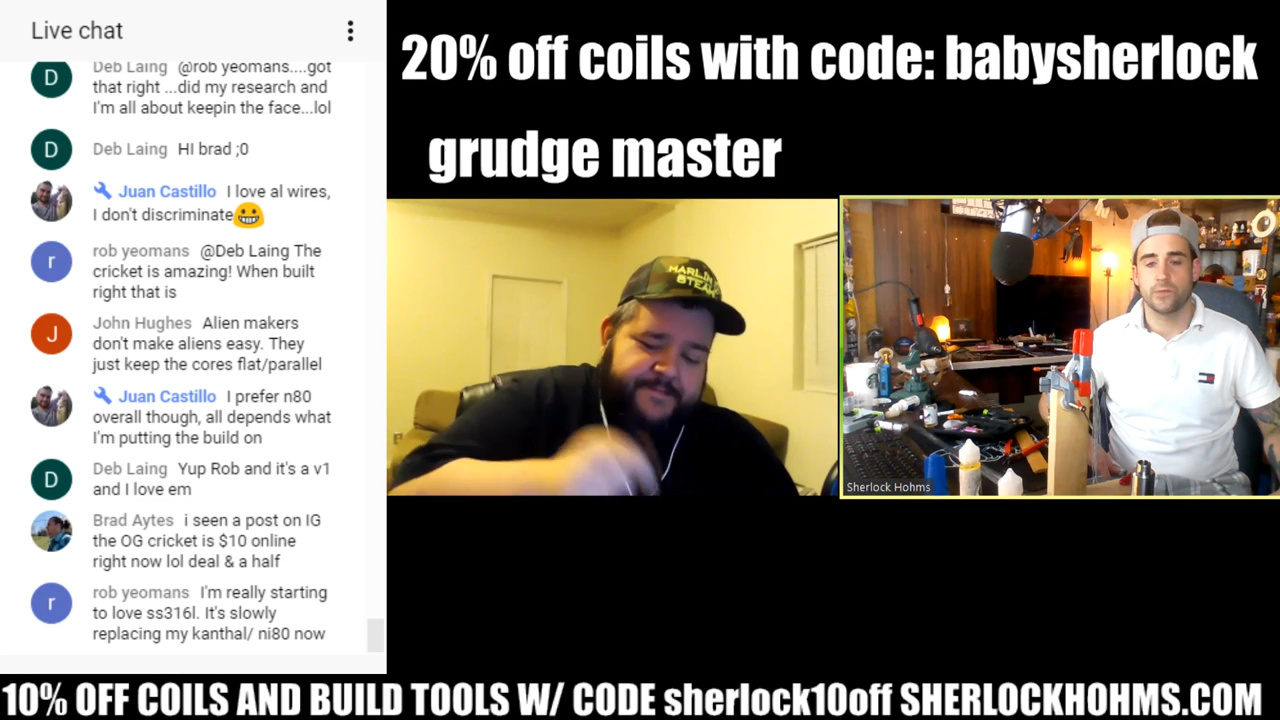 Live chat
20% off coils with code: babysherlock
grudge master
Deb Laing @rob yeomans....got
that right ...did my research and
I'm all about keepin the face...lol
D
Deb Laing HI brad ;0
D
Juan Castillo I love al wires,
I don't discriminate😀
rob yeomans @Deb Laing The
cricket is amazing! When built
right that is
r
John Hughes Alien makers
don't make aliens easy. They
just keep the cores flat/parallel
J
Juan Castillo I prefer n80
overall though, all depends what
I'm putting the build on
Deb Laing Yup Rob and it's a v1
and I love em
D
Brad Aytes i seen a post on IG
the OG cricket is $10 online
right now lol deal & a half
rob yeomans I'm really starting
to love ss316l. It's slowly
replacing my kanthal/ ni80 now
r
HARLIN
STEAM
Sherlock Hohms
10% OFF COILS AND BUILD TOOLS W/ CODE sherlock10off SHERLOCKHOHMS.COM